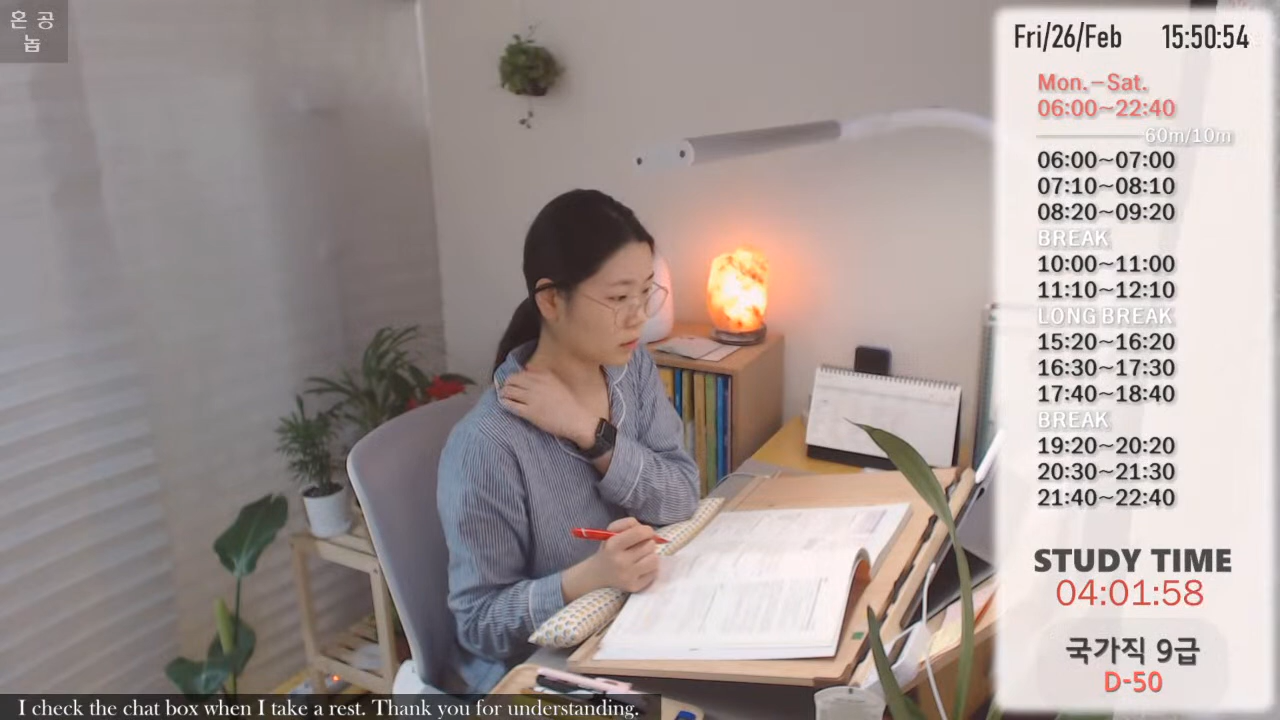 혼 공
놉
Fri/26/Feb 15:50:54
Mon.-Sat.
06:00~22:40
60m/10m
06:00~07:00
07:10~08:10
08:20~09:20
BREAK
10:00~11:00
11:10~12:10
LONG BREAK
15:20~16:20
16:30~17:30
17:40~18:40
BREAK
19:20~20:20
20:30~21:30
21:40~22:40
STUDY TIME
04:01:58
국가직 9급
D-50
I check the chat box when I take a rest. Thank you for understanding.